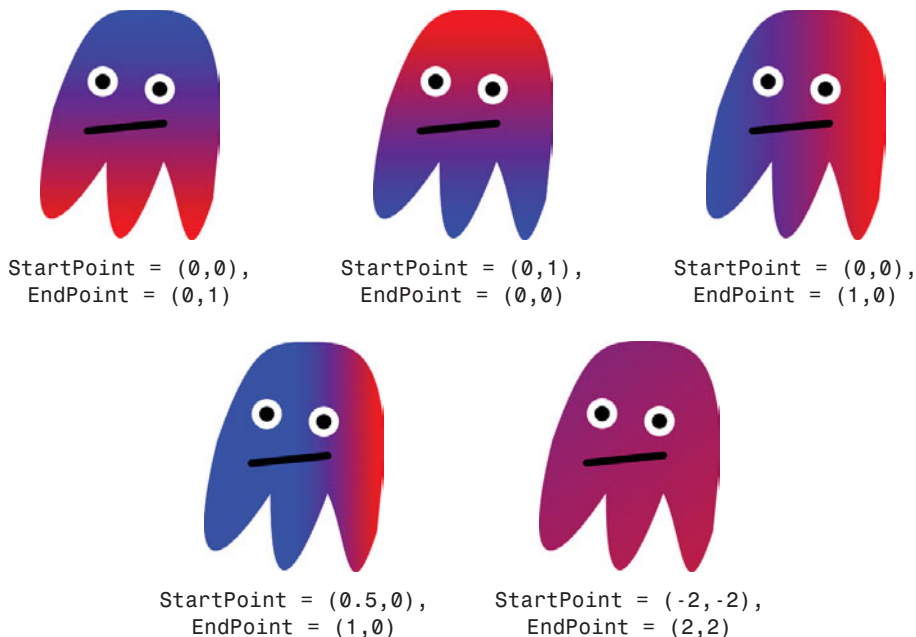 StartPoint = (0,0),
EndPoint = (0,1)
StartPoint = (0,1),
EndPoint = (0,0)
StartPoint = (0,0),
EndPoint = (1,0)
StartPoint = (0.5,0),
EndPoint = (1,0)
StartPoint = (-2,-2),
EndPoint = (2,2)